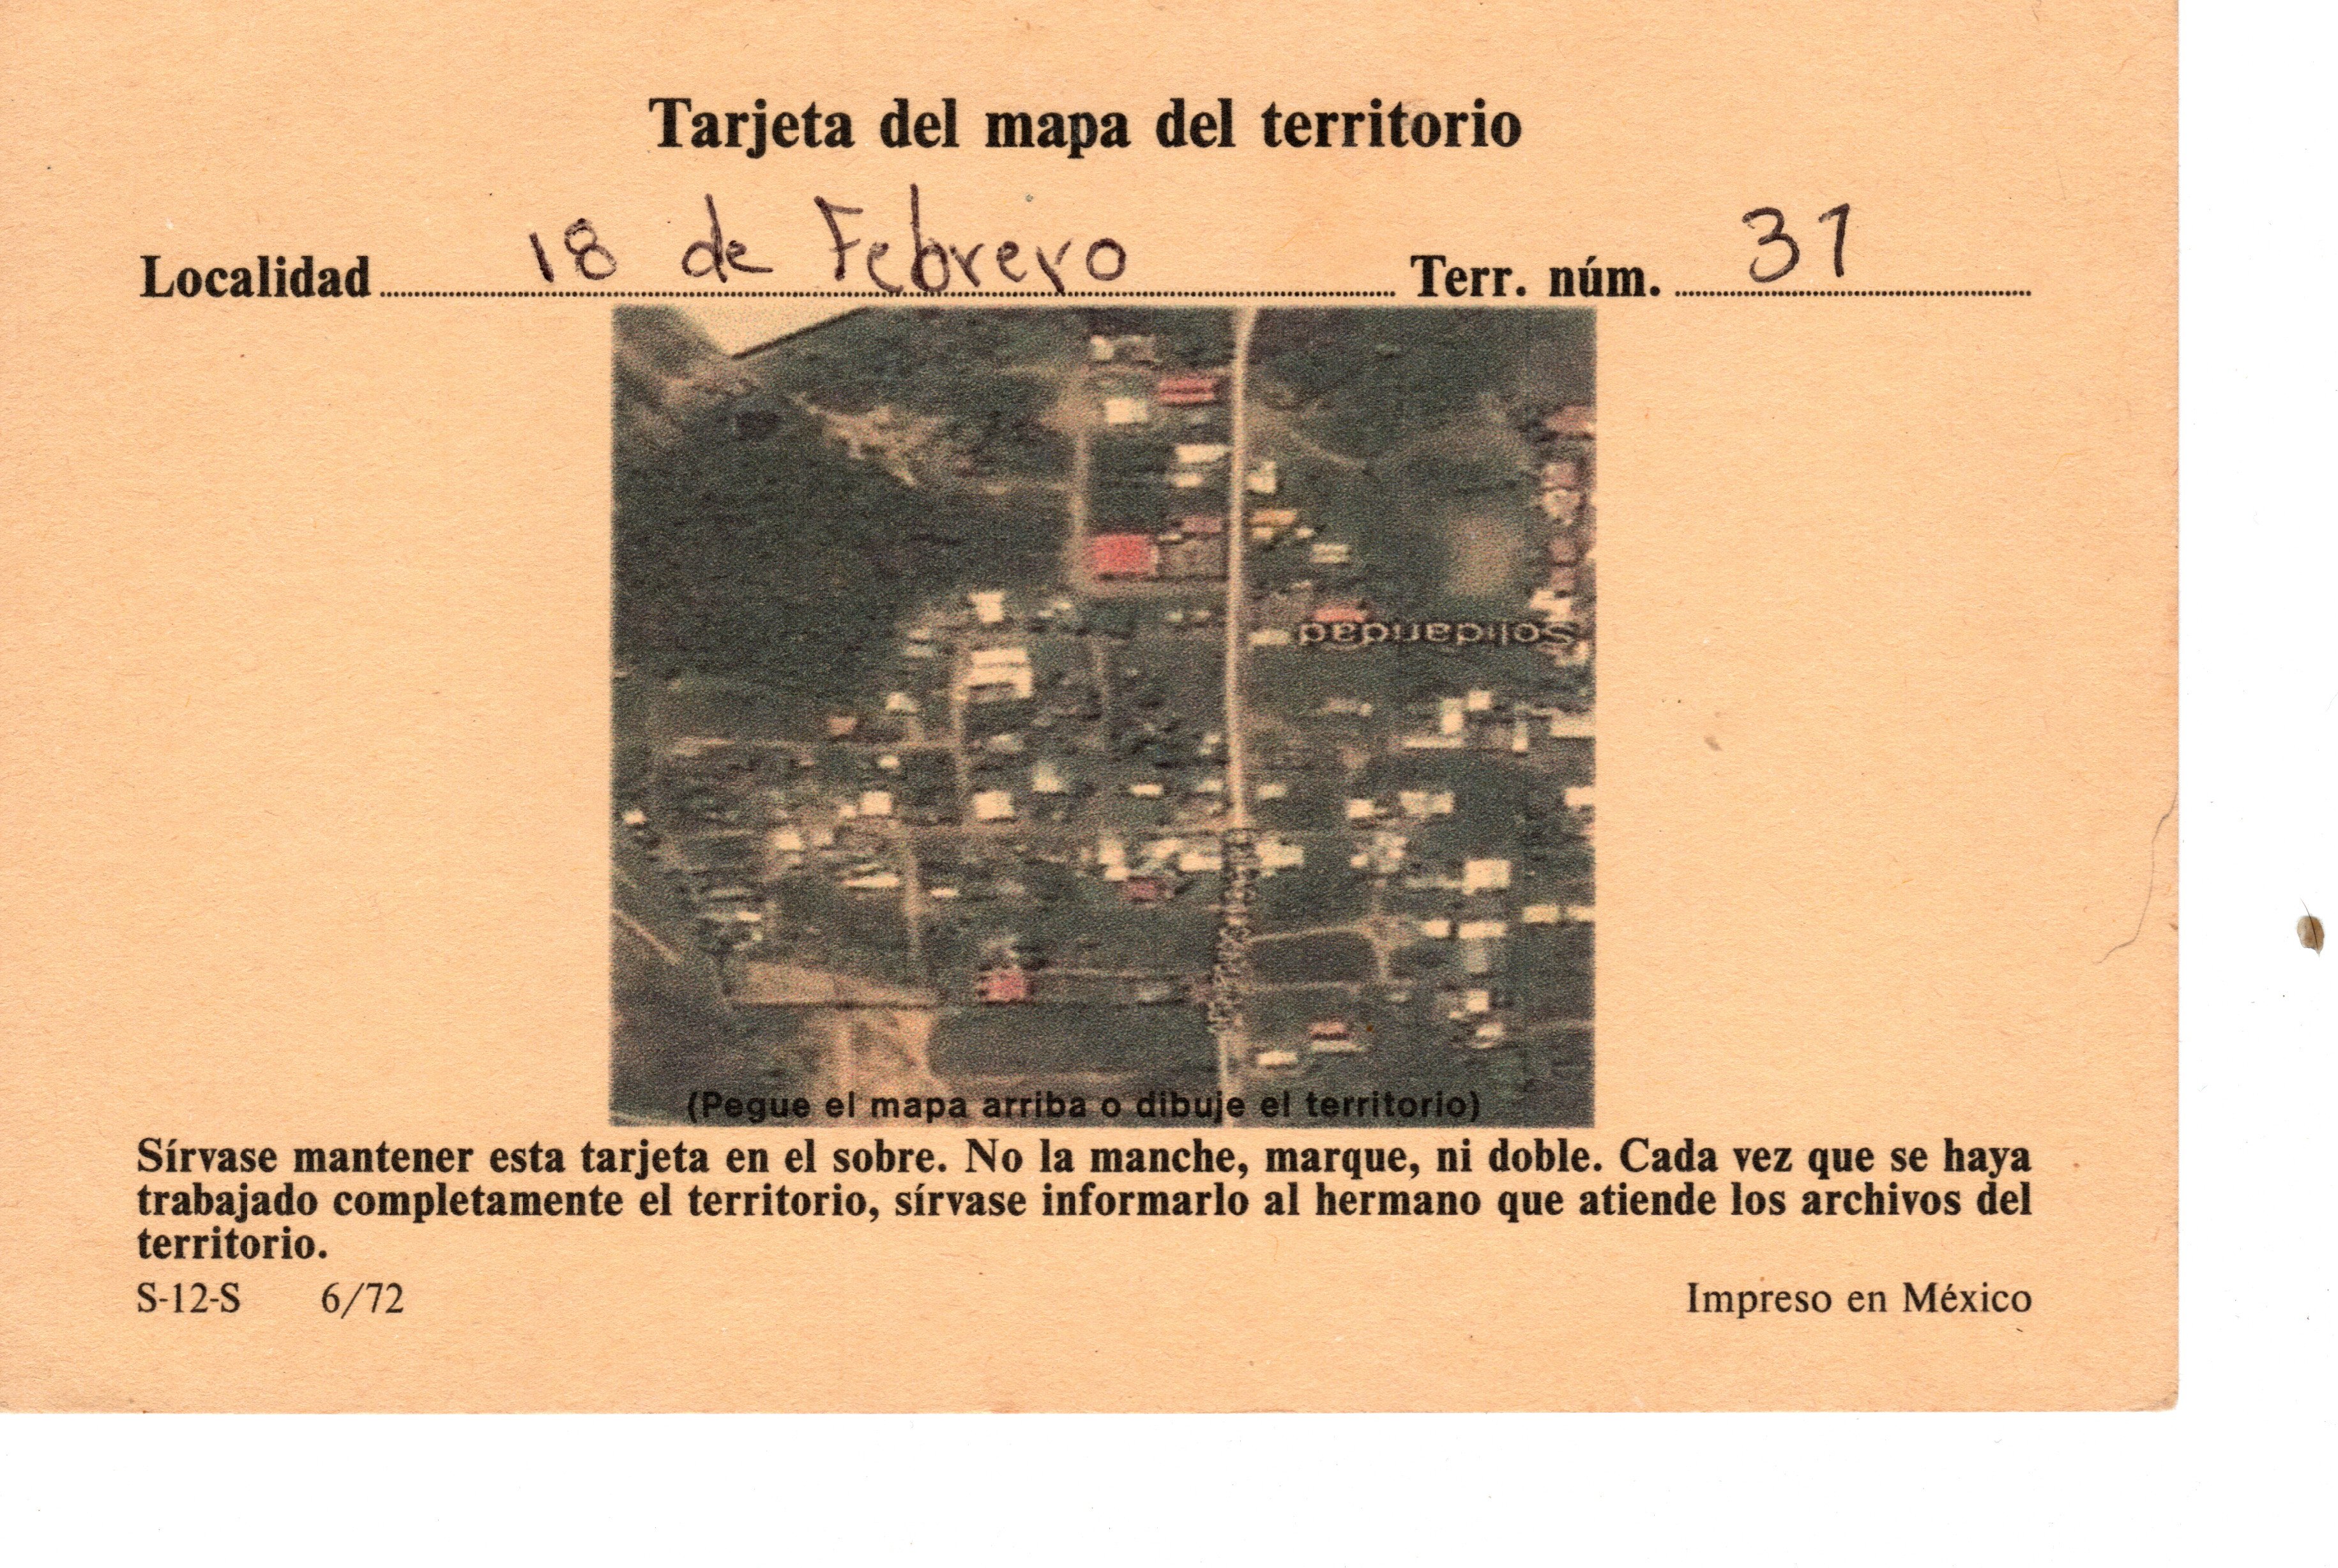 Tarjeta del mapa del territorio
Localidad 18 de Febrero Terr. núm. 31
Solidaridad
(Pegue el mapa arriba o dibuje el territorio)
Sírvase mantener esta tarjeta en el sobre. No la manche, marque, ni doble. Cada vez que se haya
trabajado completamente el territorio, sírvase informarlo al hermano que atiende los archivos del
territorio.
S-12-S 6/72 Impreso en México